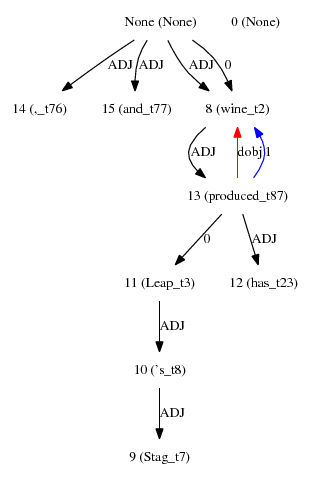 None (None) 0 (None)
ADJ ADJ ADJ 0
14 (,_t76) 15 (and_t77) 8 (wine_t2)
ADJ dobj 1
13 (produced_t87)
0 ADJ
11 (Leap_t3) 12 (has_t23)
ADJ
10 ('s_t8)
ADJ
9 (Stag_t7)